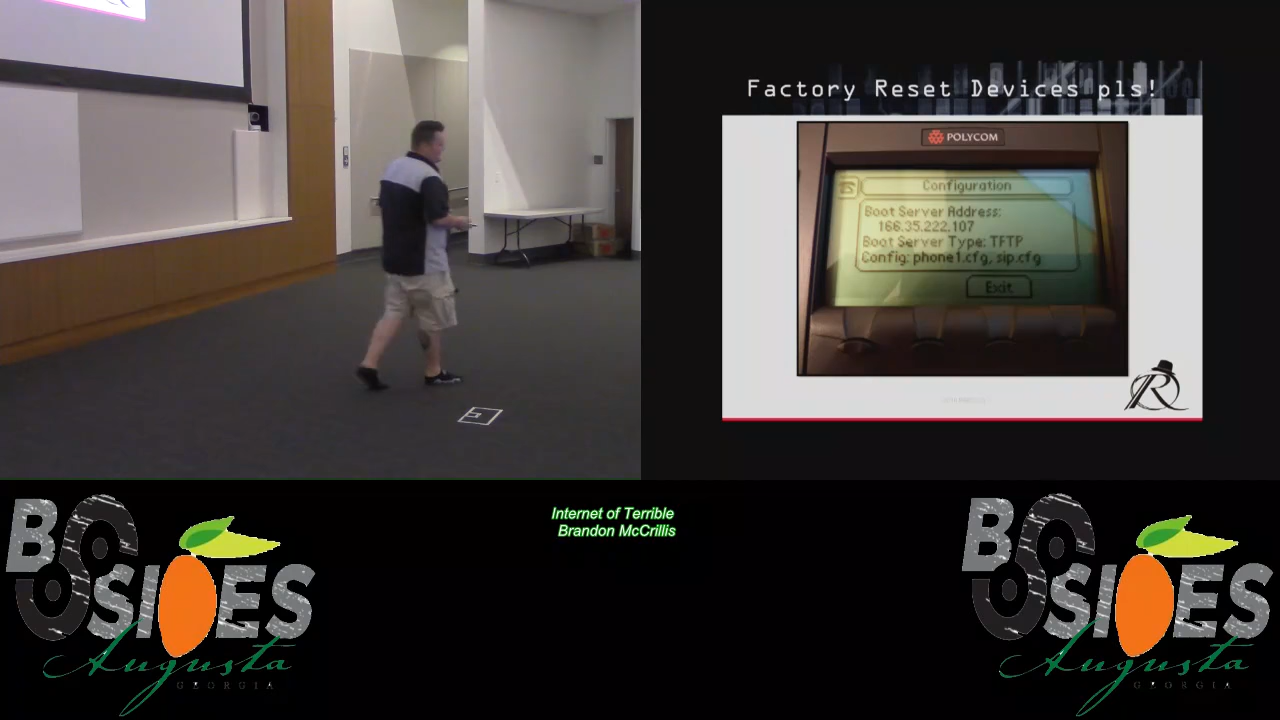 Factory Reset Devices pls!
POLYCOM
Configuration
Boot Server Address:
166.35.222.107
Boot Server Type: TFTP
Config: phone1.cfg, sip.cfg
Exit
R
Internet of Terrible
Brandon McCrillis
BSIDES
Augusta
GEORGIA
BSIDES
Augusta
GEORGIA